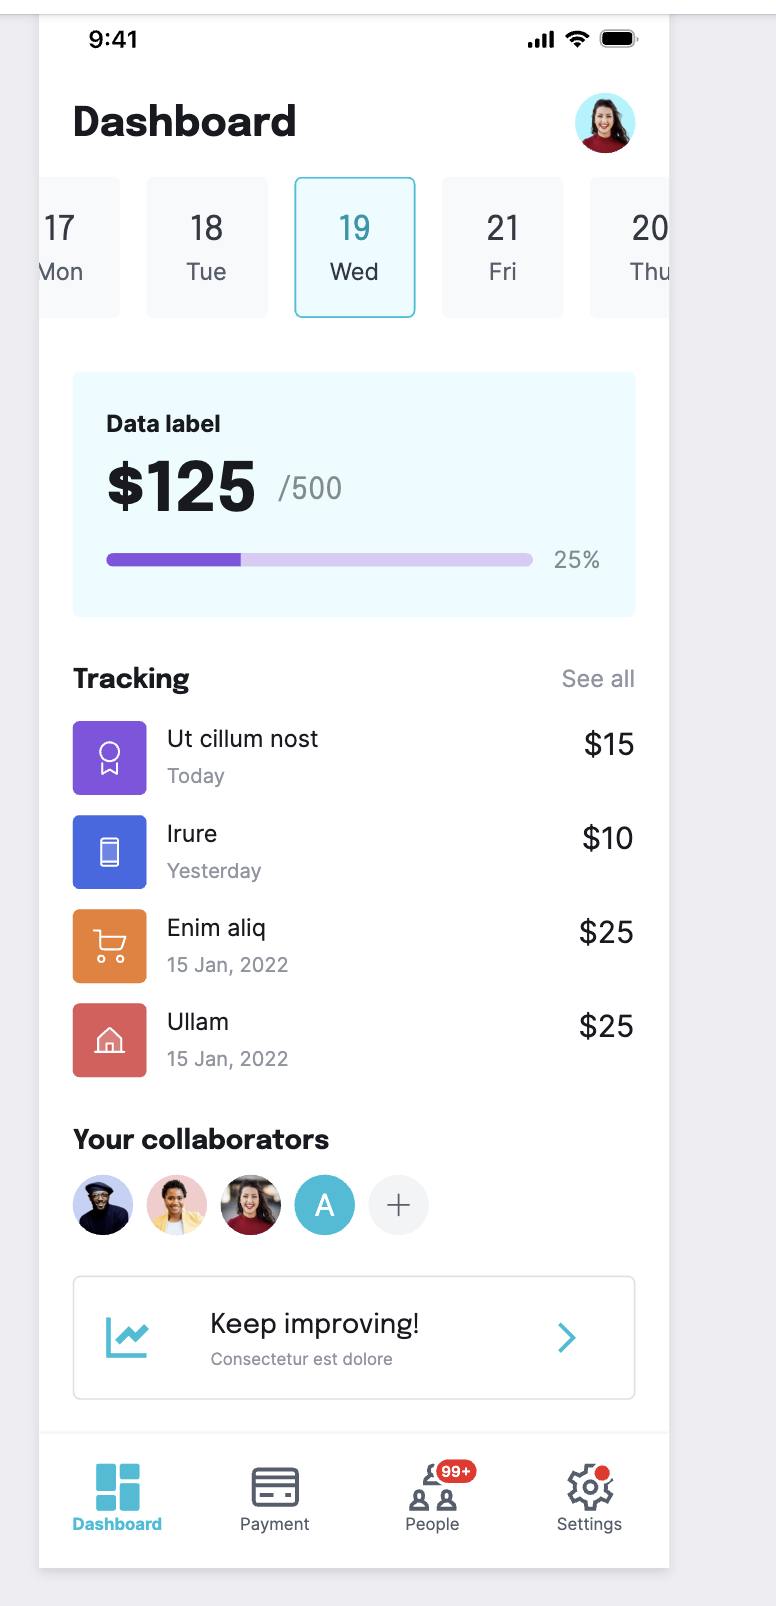 9:41
Dashboard
17 18 19 21 20
Mon Tue Wed Fri Thu
Data label
$125 /500
25%
Tracking See all
Ut cillum nost $15
Today
Irure $10
Yesterday
Enim aliq $25
15 Jan, 2022
Ullam $25
15 Jan, 2022
Your collaborators
A
Keep improving!
Consectetur est dolore
99+
Dashboard Payment People Settings